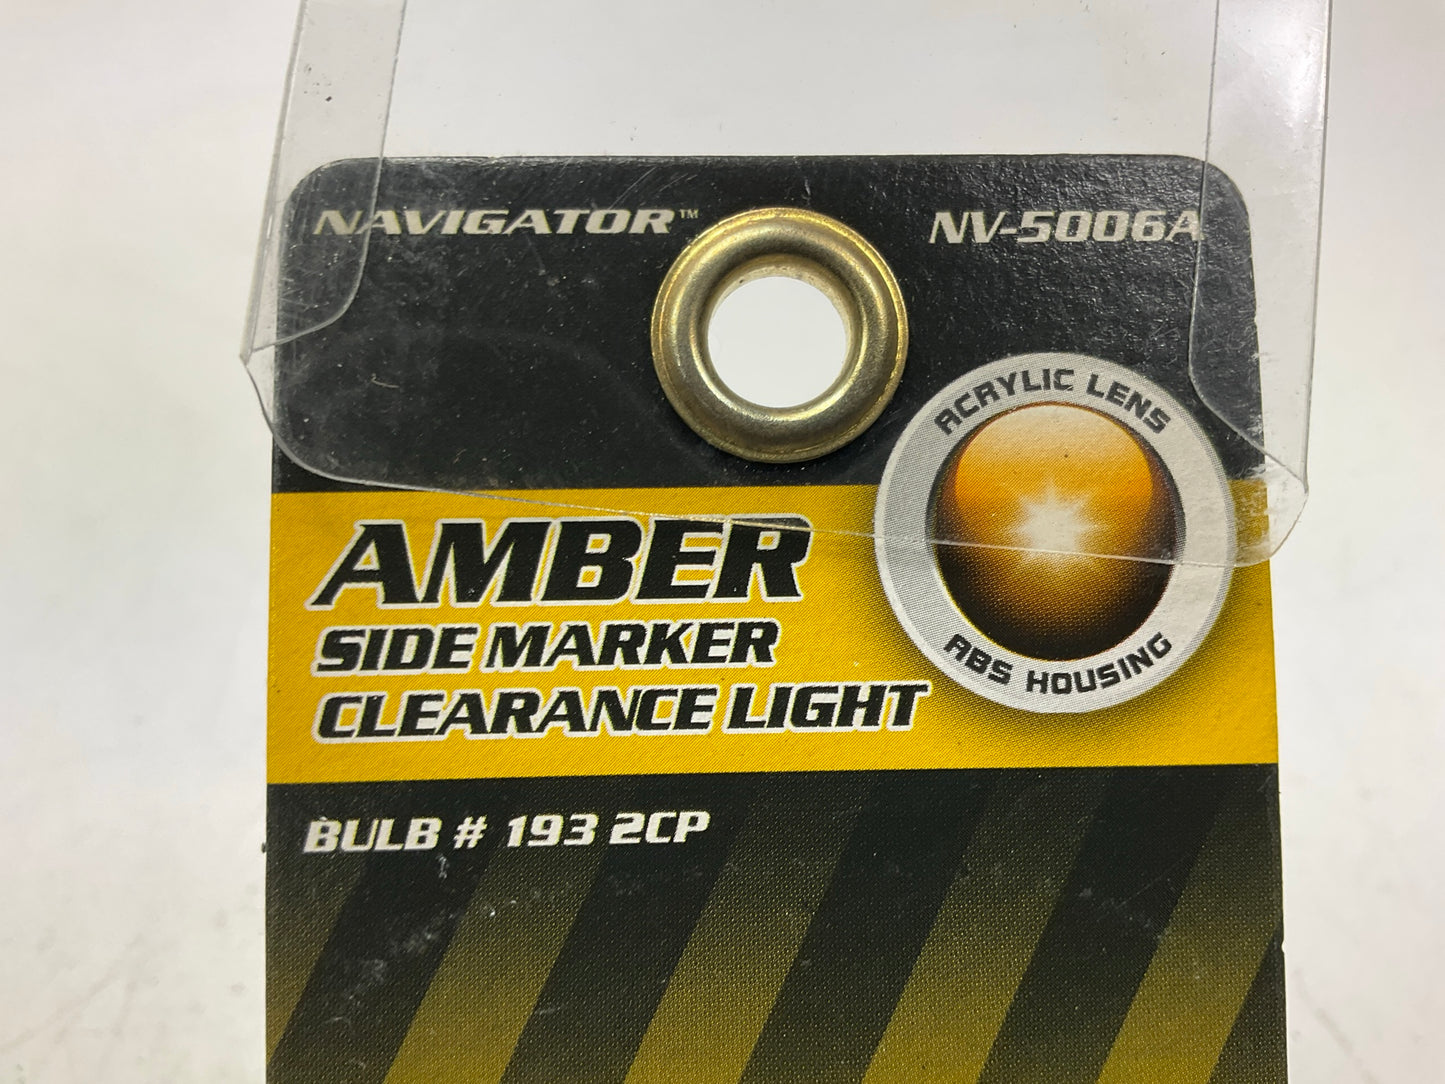 NAVIGATOR™ NV-5006A
ACRYLIC LENS
ABS HOUSING
AMBER
SIDE MARKER
CLEARANCE LIGHT
BULB # 193 2CP